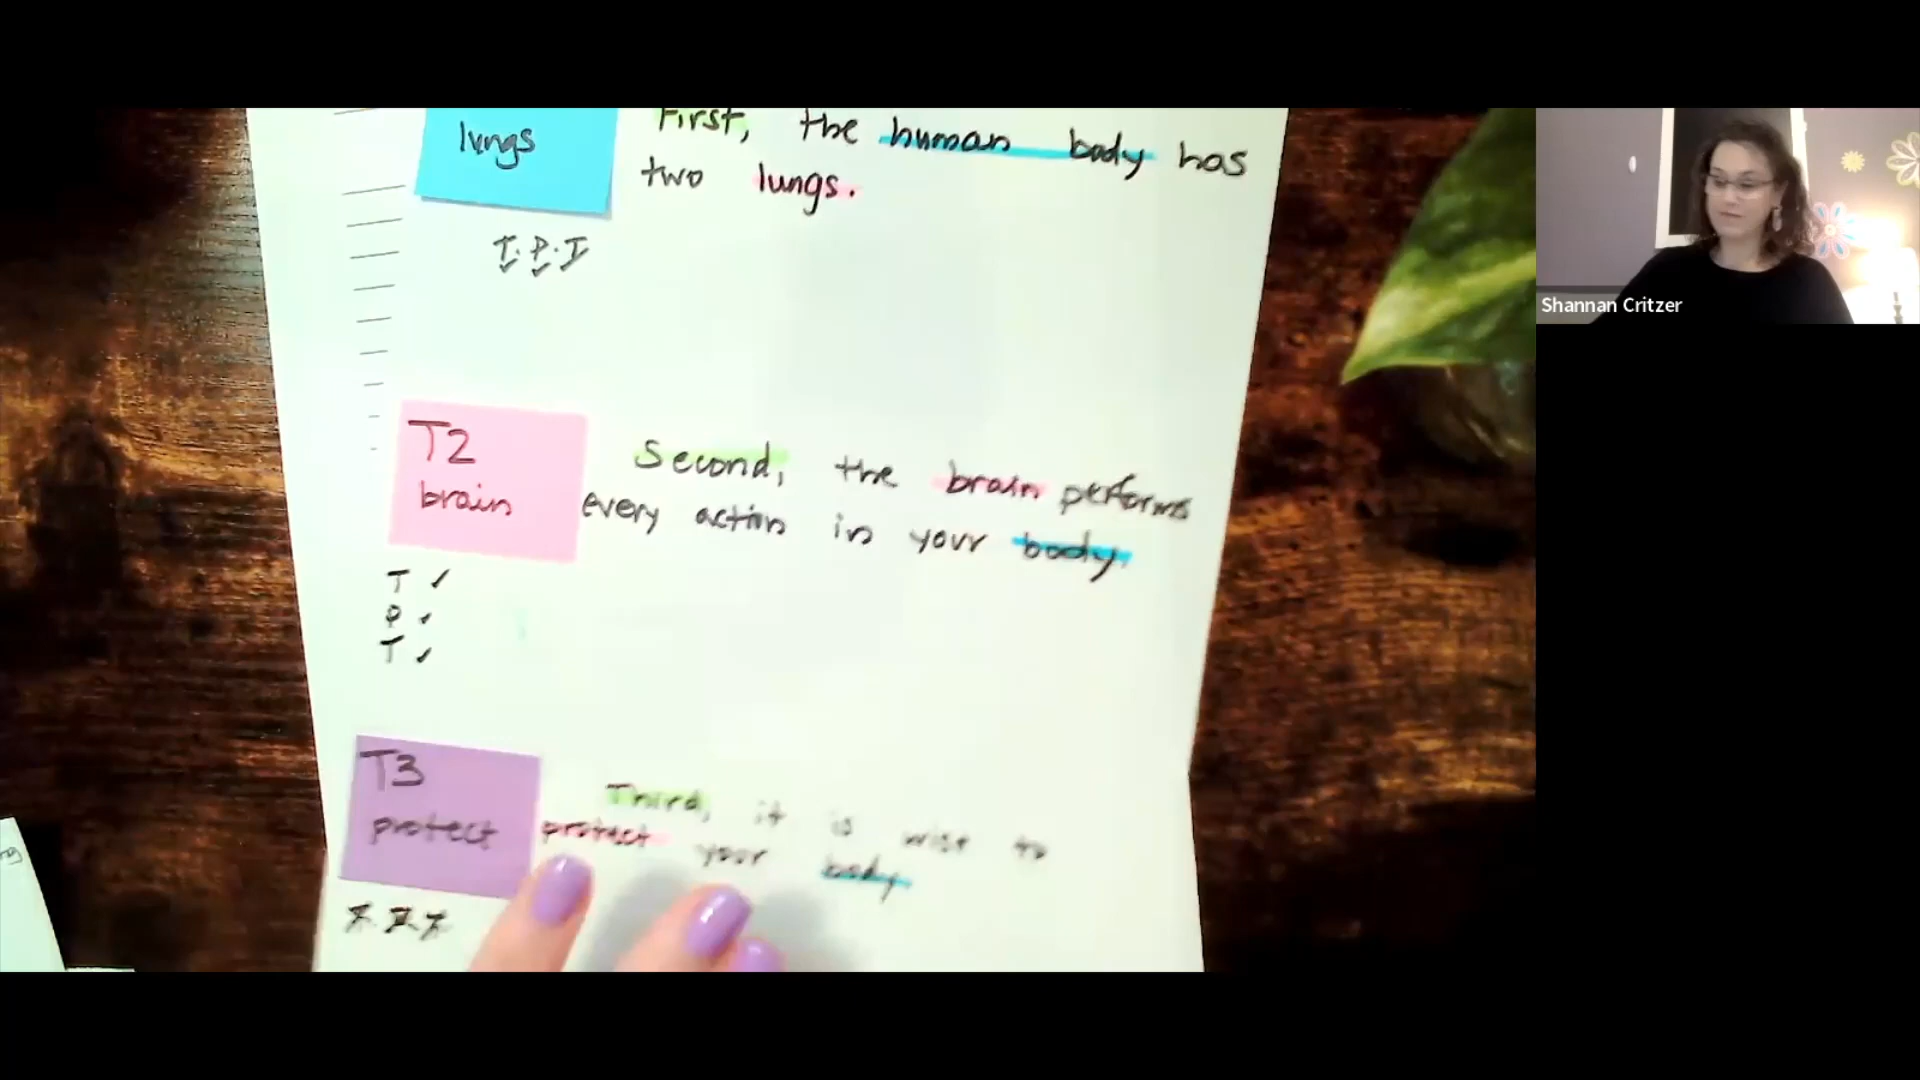 lungs
First, the human body has
two lungs.
T. P. T
T2
brain
Second, the brain performs
every action in your body.
T ✓
P ✓
T ✓
T3
protect
Third, it is wise to
protect your body
Shannan Critzer